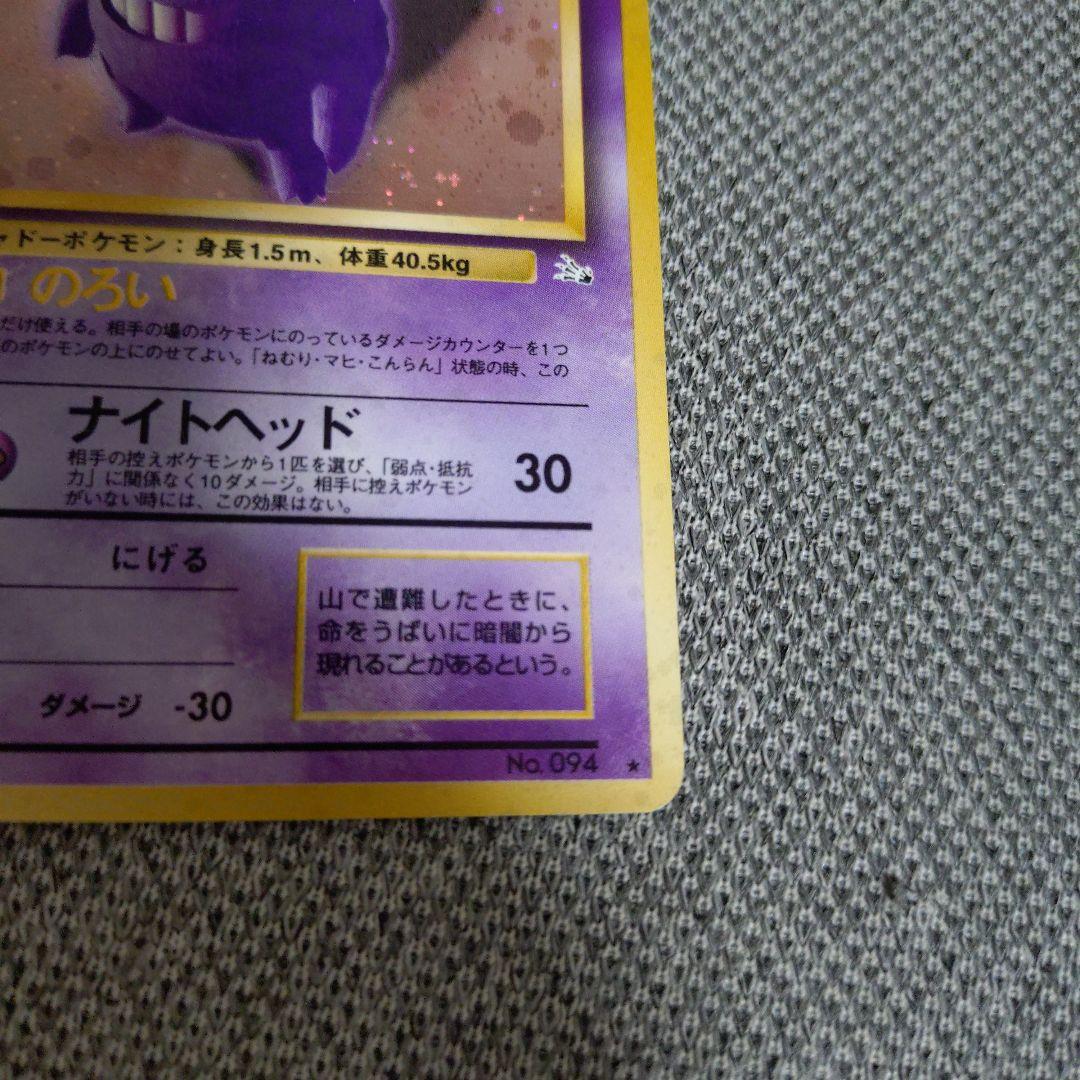 ャドーポケモン：身長1.5m、体重40.5kg
のろい
だけ使える。相手の場のポケモンにのっているダメージカウンターを1つ
のポケモンの上にのせてよい。「ねむり・マヒ・こんらん」状態の時、この
ナイトヘッド
30
相手の控えポケモンから1匹を選び、「弱点・抵抗
力」に関係なく10ダメージ。相手に控えポケモン
がいない時には、この効果はない。
にげる
山で遭難したときに、
命をうばいに暗闇から
現れることがあるという。
ダメージ -30
No. 094 ★